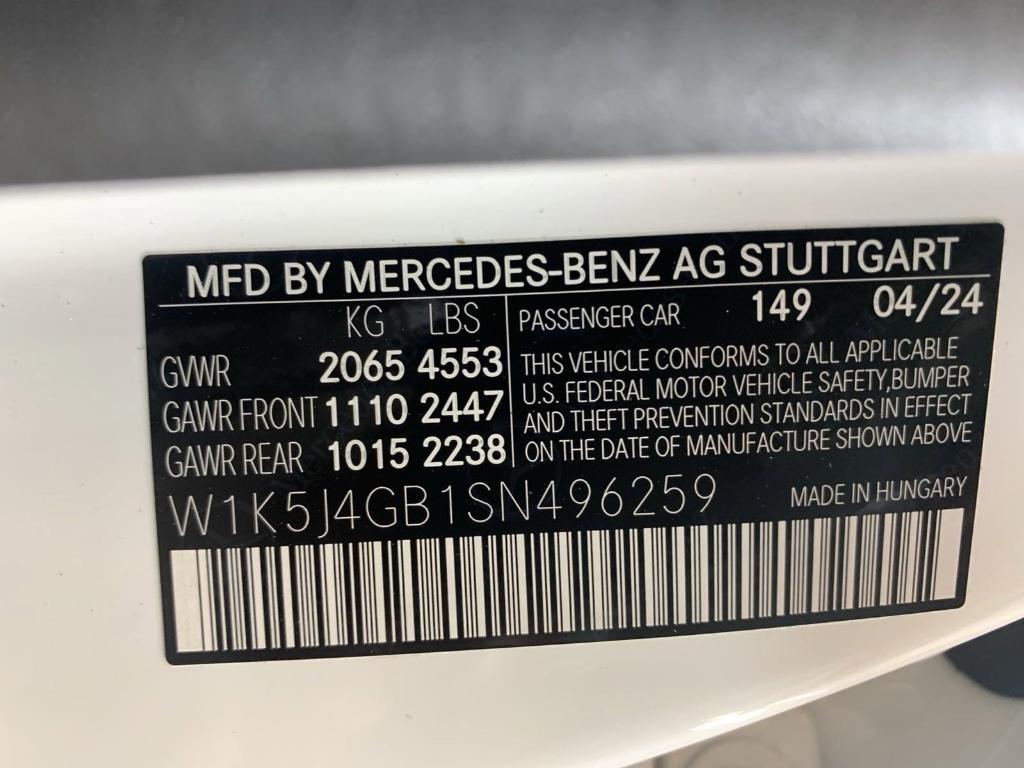 MFD BY MERCEDES-BENZ AG STUTTGART
KG LBS
GVWR 2065 4553
GAWR FRONT 1110 2447
GAWR REAR 1015 2238
PASSENGER CAR 149 04/24
THIS VEHICLE CONFORMS TO ALL APPLICABLE
U.S. FEDERAL MOTOR VEHICLE SAFETY,BUMPER
AND THEFT PREVENTION STANDARDS IN EFFECT
ON THE DATE OF MANUFACTURE SHOWN ABOVE
W1K5J4GB1SN496259 MADE IN HUNGARY